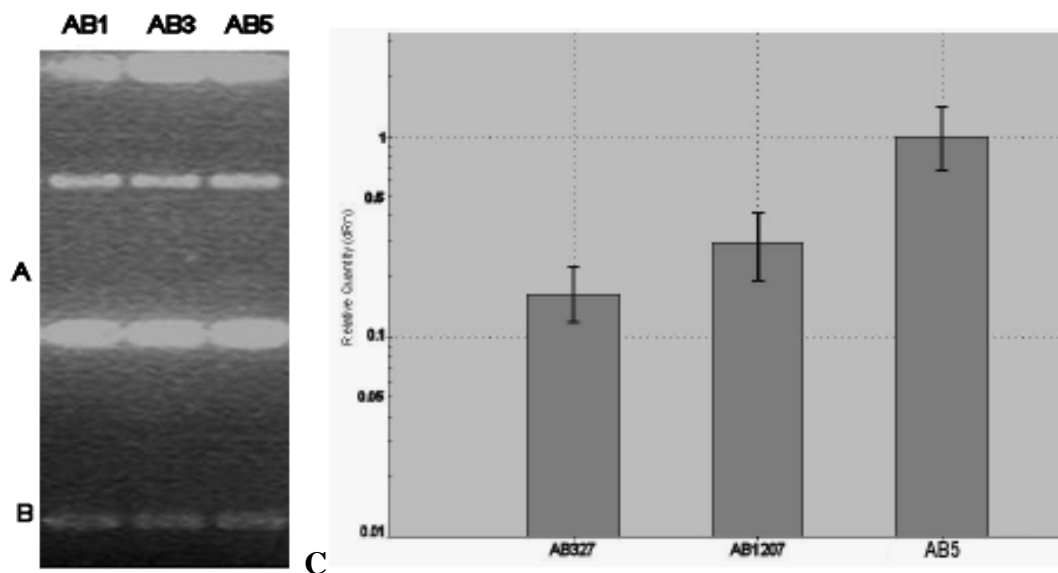 AB1 AB3 AB5
A
B
C
Relative Quantity (dRn)
1
0.5
0.1
0.05
0.01
AB327 AB1207 AB5